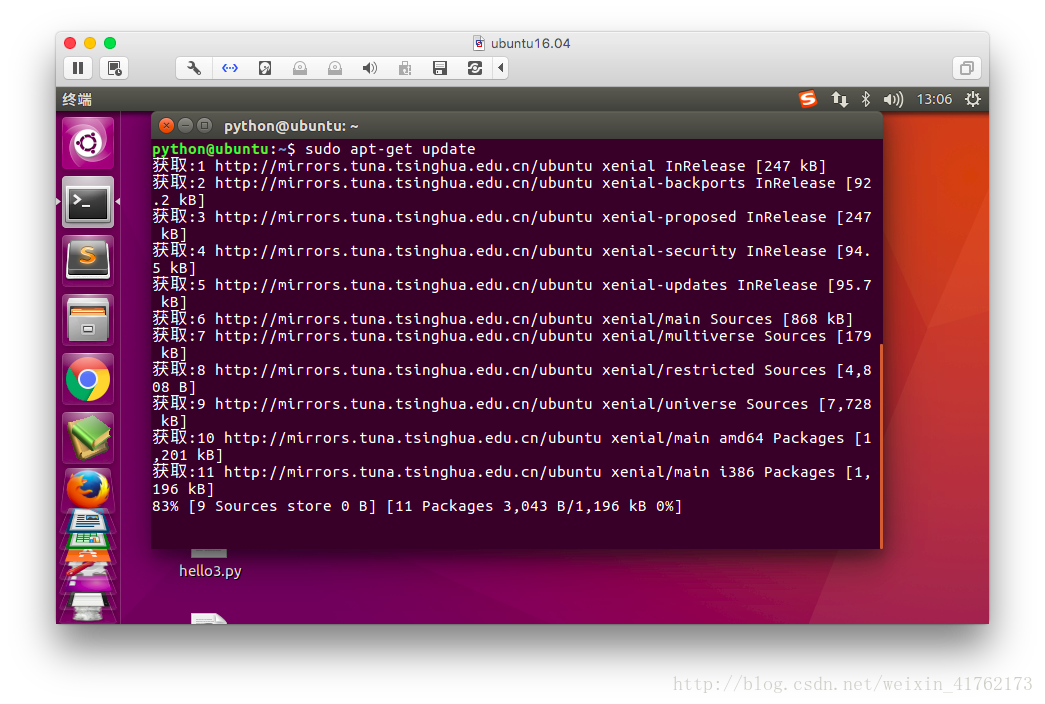 ubuntu16.04
终端
13:06
python@ubuntu: ~
python@ubuntu:~$ sudo apt-get update
获取:1 http://mirrors.tuna.tsinghua.edu.cn/ubuntu xenial InRelease [247 kB]
获取:2 http://mirrors.tuna.tsinghua.edu.cn/ubuntu xenial-backports InRelease [92
.2 kB]
获取:3 http://mirrors.tuna.tsinghua.edu.cn/ubuntu xenial-proposed InRelease [247
 kB]
获取:4 http://mirrors.tuna.tsinghua.edu.cn/ubuntu xenial-security InRelease [94.
5 kB]
获取:5 http://mirrors.tuna.tsinghua.edu.cn/ubuntu xenial-updates InRelease [95.7
 kB]
获取:6 http://mirrors.tuna.tsinghua.edu.cn/ubuntu xenial/main Sources [868 kB]
获取:7 http://mirrors.tuna.tsinghua.edu.cn/ubuntu xenial/multiverse Sources [179
 kB]
获取:8 http://mirrors.tuna.tsinghua.edu.cn/ubuntu xenial/restricted Sources [4,8
08 B]
获取:9 http://mirrors.tuna.tsinghua.edu.cn/ubuntu xenial/universe Sources [7,728
 kB]
获取:10 http://mirrors.tuna.tsinghua.edu.cn/ubuntu xenial/main amd64 Packages [1
,201 kB]
获取:11 http://mirrors.tuna.tsinghua.edu.cn/ubuntu xenial/main i386 Packages [1,
196 kB]
83% [9 Sources store 0 B] [11 Packages 3,043 B/1,196 kB 0%]
hello3.py
http://blog.csdn.net/weixin_41762173